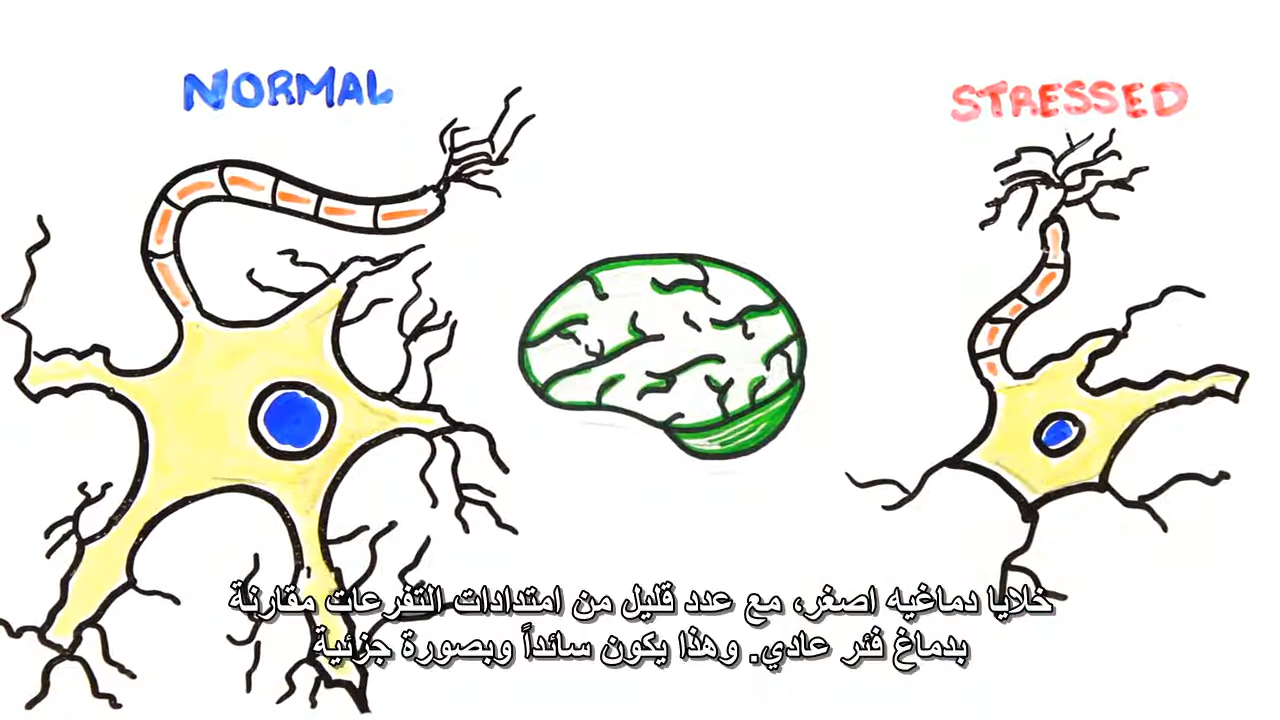 NORMAL
STRESSED
خلايا دماغيه اصغر، مع عدد قليل من امتدادات التفرعات مقارنة
بدماغ فئر عادي. وهذا يكون سائداً وبصورة جزئية